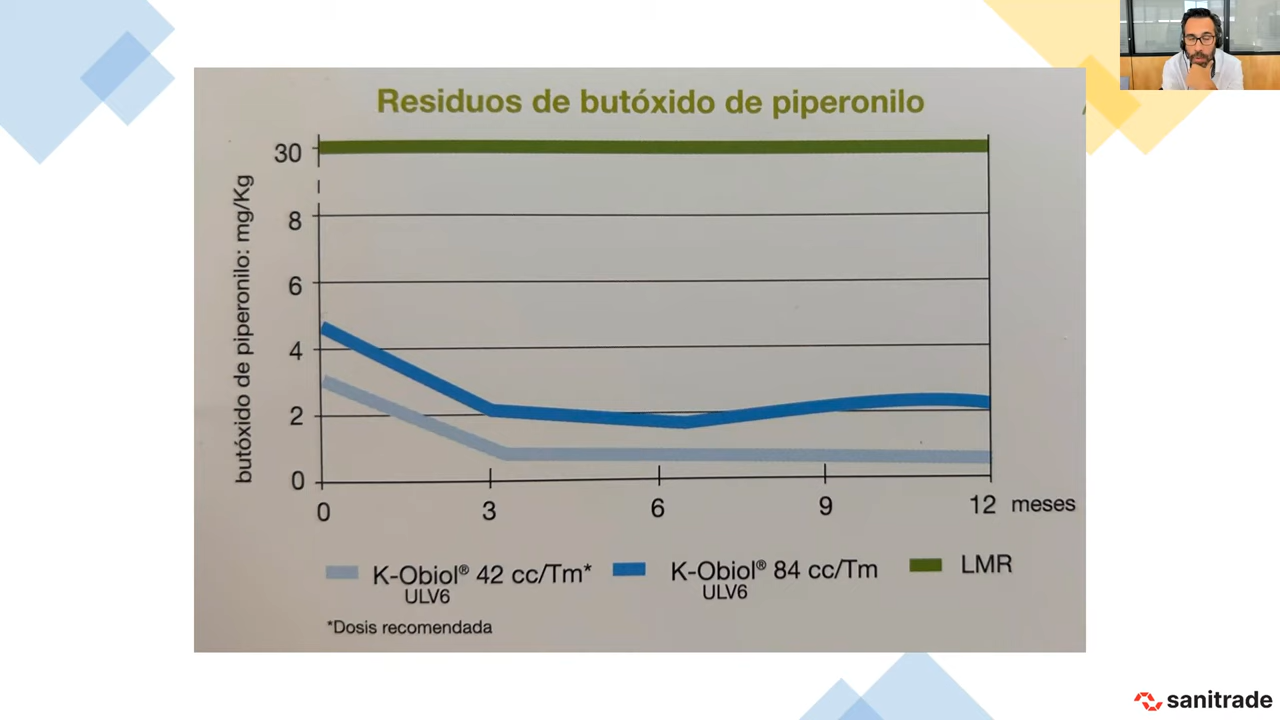 Residuos de butóxido de piperonilo
butóxido de piperonilo: mg/Kg
30
8
6
4
2
0
0 3 6 9 12 meses
K-Obiol® 42 cc/Tm* K-Obiol® 84 cc/Tm LMR
ULV6 ULV6
*Dosis recomendada
sanitrade